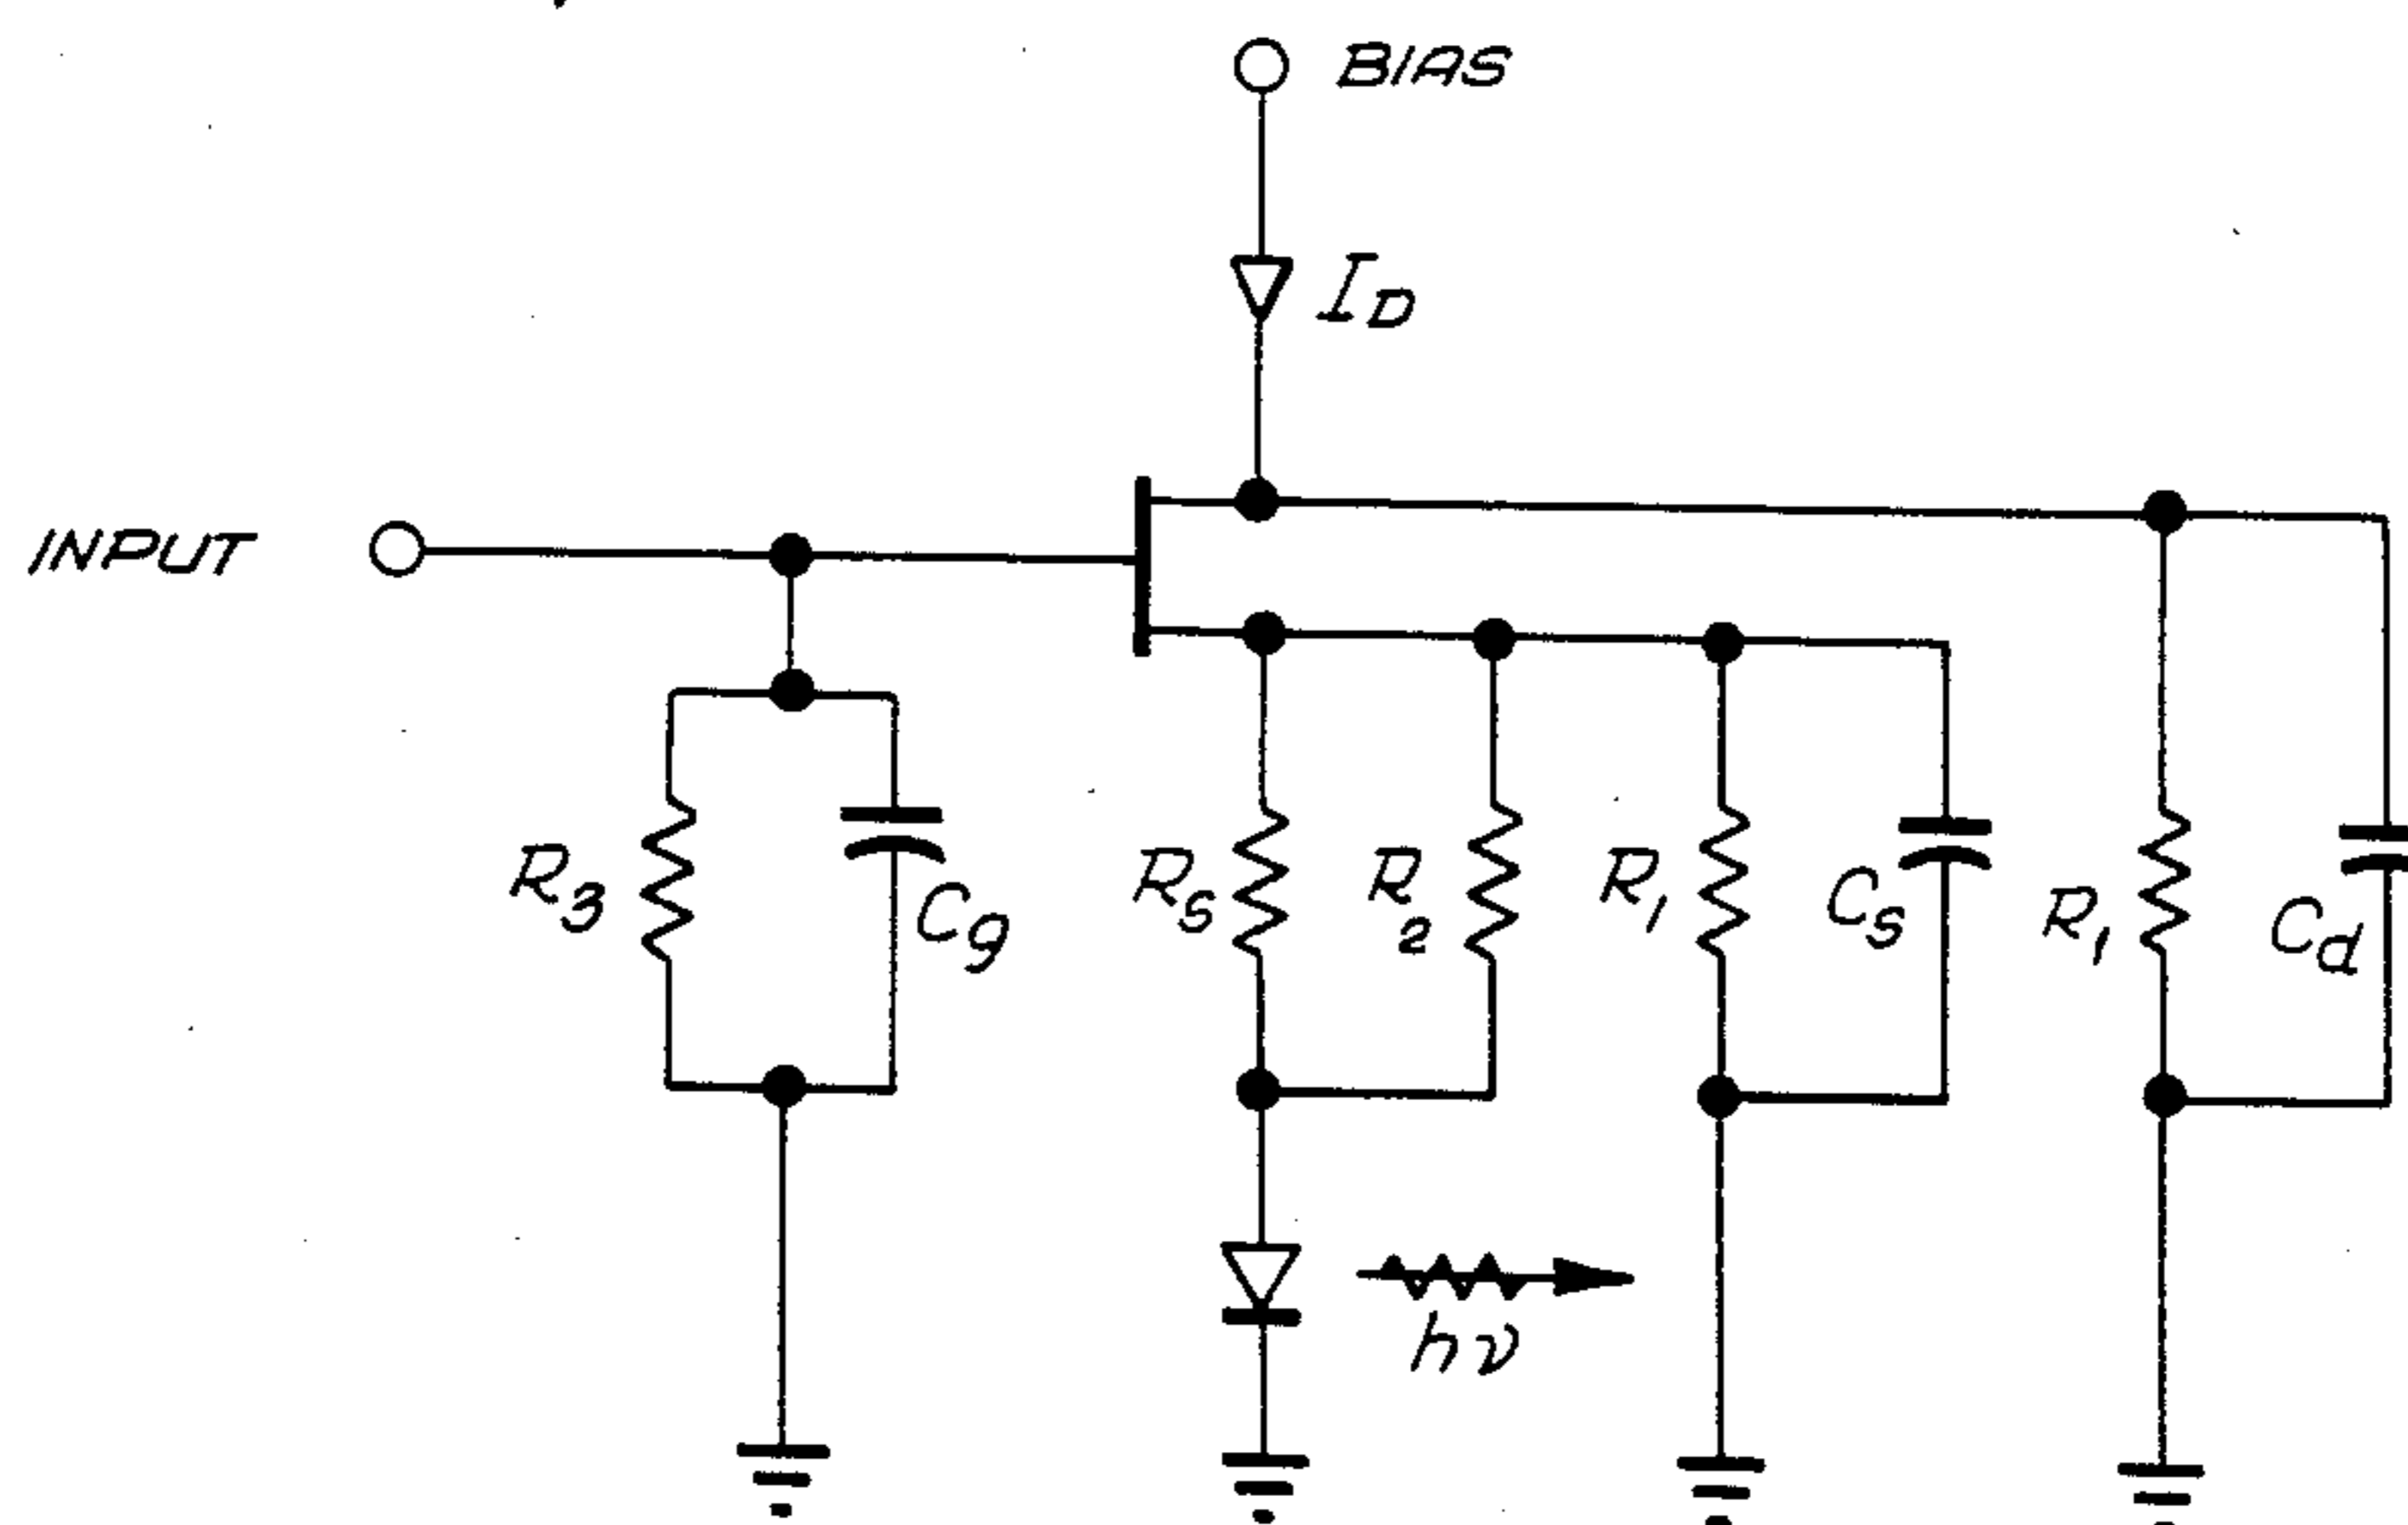 BIAS
I_D
INPUT
R_3
C_g
R_s
R_2
R_1
C_s
R_1
C_d
hν